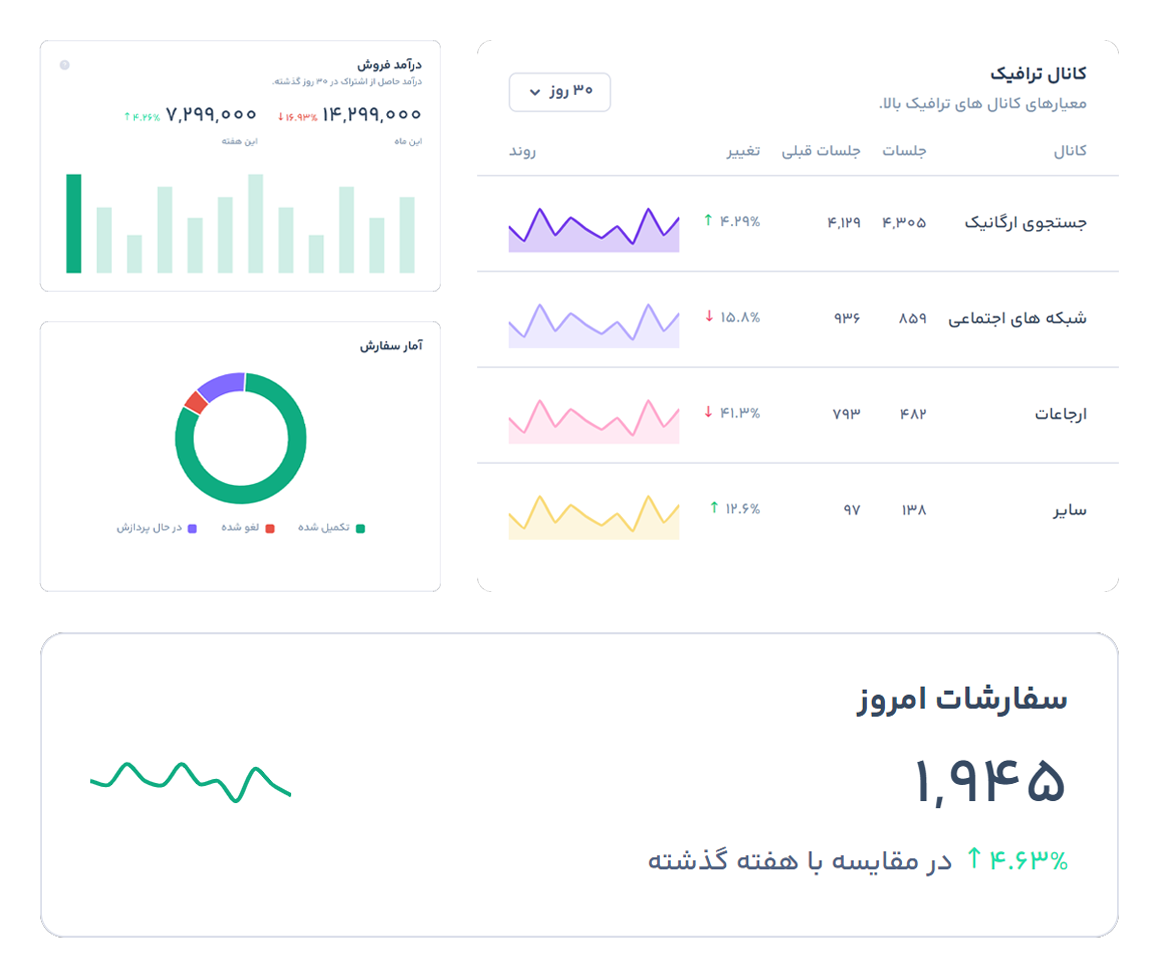 کانال ترافیک
معیارهای کانال های ترافیک بالا.
۳۰ روز
کانال جلسات جلسات قبلی تغییر روند
جستجوی ارگانیک ۴,۳۰۵ ۴,۱۲۹ ۴.۲۹% ↑
شبکه های اجتماعی ۸۵۹ ۹۳۶ ۱۵.۸% ↓
ارجاعات ۴۸۲ ۷۹۳ ۴۱.۳% ↓
سایر ۱۳۸ ۹۷ ۱۲.۶% ↑
درآمد فروش
درآمد حاصل از اشتراک در ۳۰ روز گذشته.
۱۴,۲۹۹,۰۰۰ ۱۶.۹۳% ↓ ۷,۲۹۹,۰۰۰ ۴.۲۶% ↑
این ماه این هفته
آمار سفارش
تکمیل شده لغو شده در حال پردازش
سفارشات امروز
۱,۹۴۵
۴.۶۳% ↑ در مقایسه با هفته گذشته